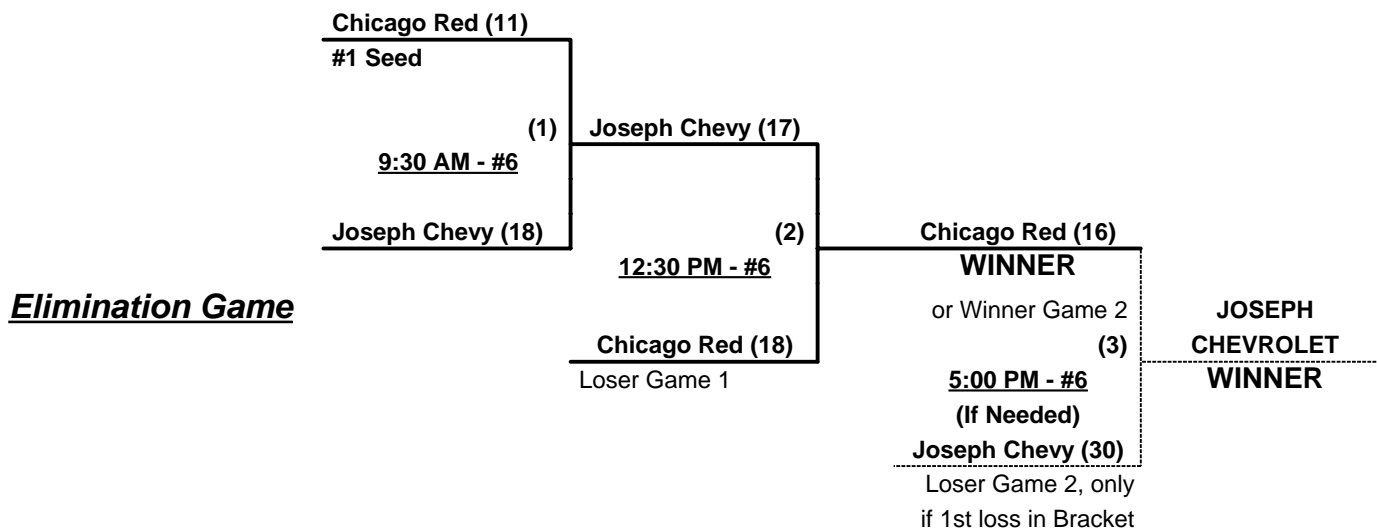 Chicago Red (11)
#1 Seed
(1)
Joseph Chevy (17)
9:30 AM - #6
Joseph Chevy (18)
(2)
Chicago Red (16)
12:30 PM - #6
WINNER
Elimination Game
or Winner Game 2
JOSEPH
Chicago Red (18)
(3)
CHEVROLET
Loser Game 1
5:00 PM - #6
WINNER
(If Needed)
Joseph Chevy (30)
Loser Game 2, only
if 1st loss in Bracket